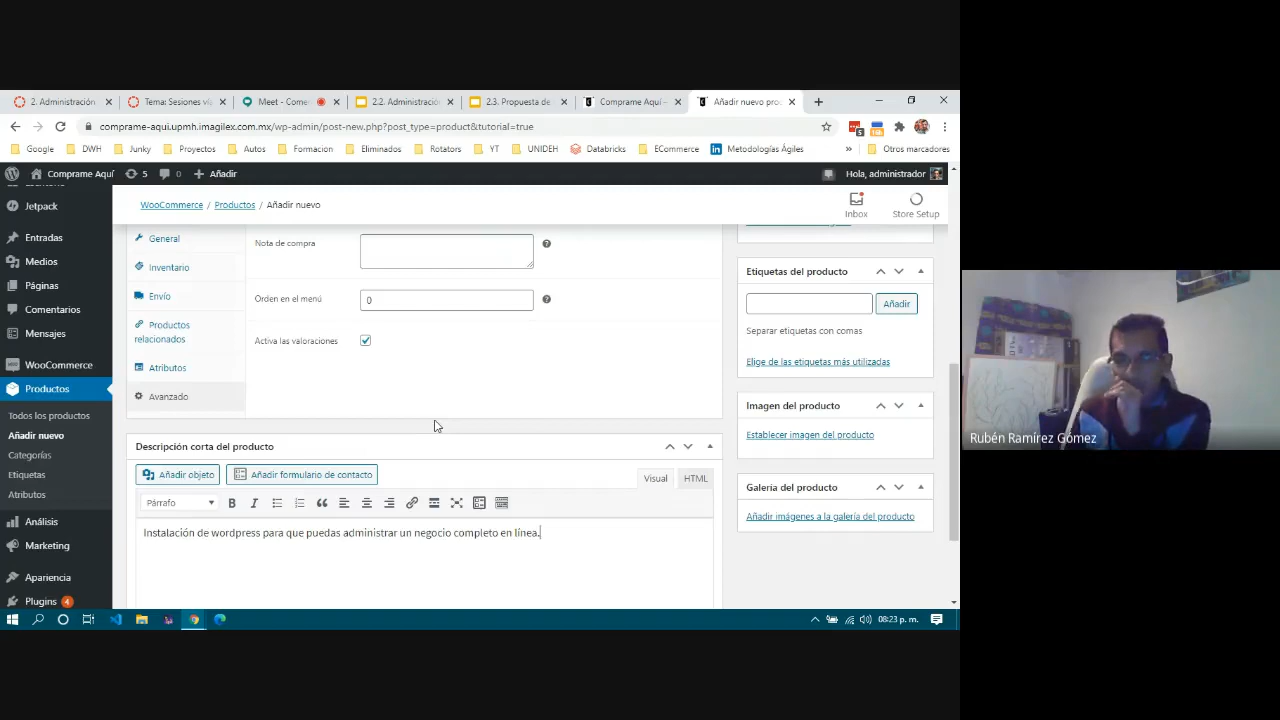 2. Administración
Tema: Sesiones ví
Meet - Come
2.2. Administració
2.3. Propuesta de
Comprame Aquí –
Añadir nuevo pro
comprame-aqui.upmh.imagilex.com.mx/wp-admin/post-new.php?post_type=product&tutorial=true
Google
DWH
Junky
Proyectos
Autos
Formacion
Eliminados
Rotators
YT
UNIDEH
Databricks
ECommerce
Metodologías Ágiles
»
Otros marcadores
Comprame Aquí
5
0
Añadir
Hola, administrador
WooCommerce / Productos / Añadir nuevo
Inbox
Store Setup
Jetpack
Entradas
Medios
Páginas
Comentarios
Mensajes
WooCommerce
Productos
Todos los productos
Añadir nuevo
Categorías
Etiquetas
Atributos
Análisis
Marketing
Apariencia
Plugins 4
General
Inventario
Envío
Productos
relacionados
Atributos
Avanzado
Nota de compra
Orden en el menú
0
Activa las valoraciones
Descripción corta del producto
Añadir objeto
Añadir formulario de contacto
Visual
HTML
Párrafo
Instalación de wordpress para que puedas administrar un negocio completo en línea.
Etiquetas del producto
Añadir
Separar etiquetas con comas
Elige de las etiquetas más utilizadas
Imagen del producto
Establecer imagen del producto
Galería del producto
Añadir imágenes a la galería del producto
08:23 p. m.
Rubén Ramírez Gómez